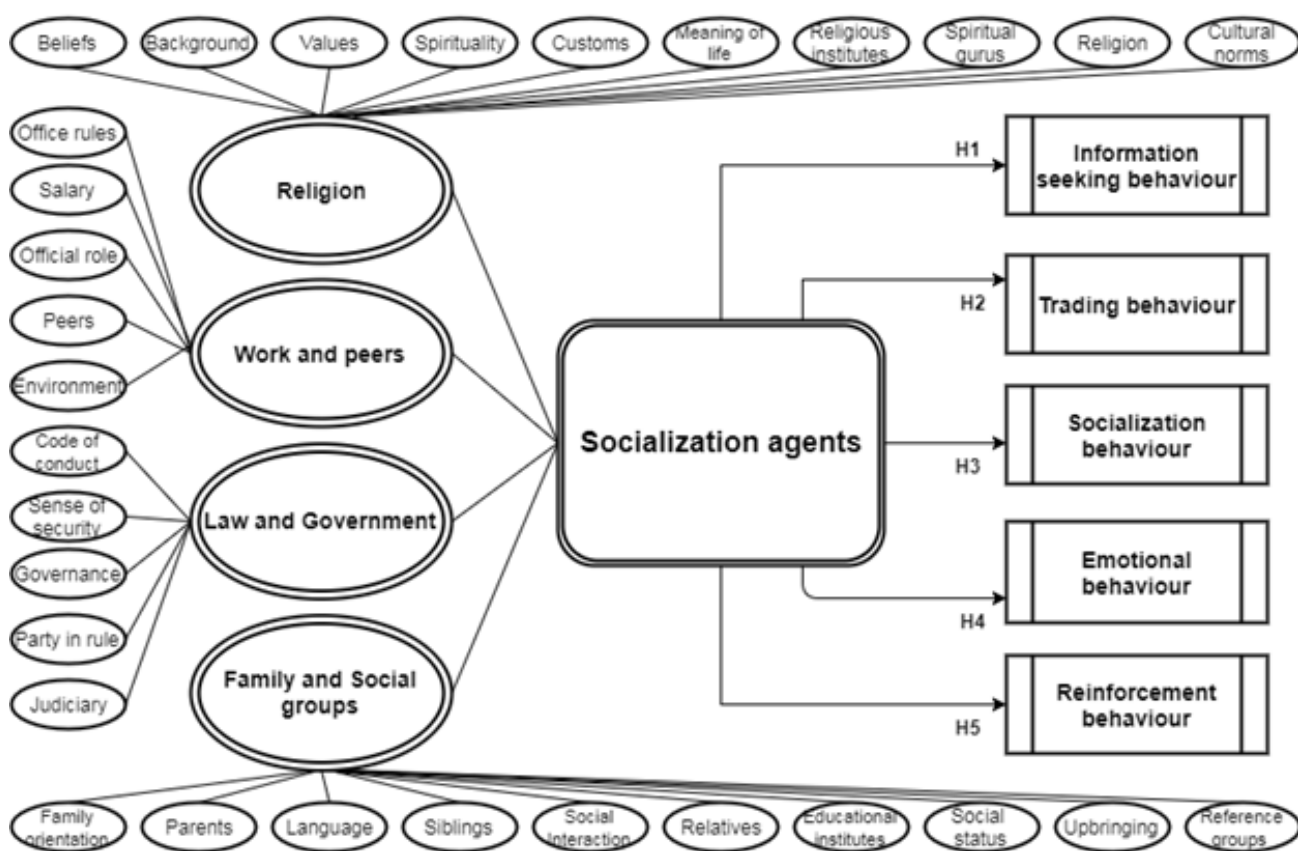 Beliefs
Background
Values
Spirituality
Customs
Meaning of
life
Religious
institutes
Spiritual
gurus
Religion
Cultural
norms
Office rules
Salary
Official role
Peers
Environment
Code of
conduct
Sense of
security
Governance
Party in rule
Judiciary
Religion
Work and peers
Law and Government
Family and Social
groups
Socialization agents
H1
H2
H3
H4
H5
Information
seeking behaviour
Trading behaviour
Socialization
behaviour
Emotional
behaviour
Reinforcement
behaviour
Family
orientation
Parents
Language
Siblings
Social
Interaction
Relatives
Educational
institutes
Social
status
Upbringing
Reference
groups